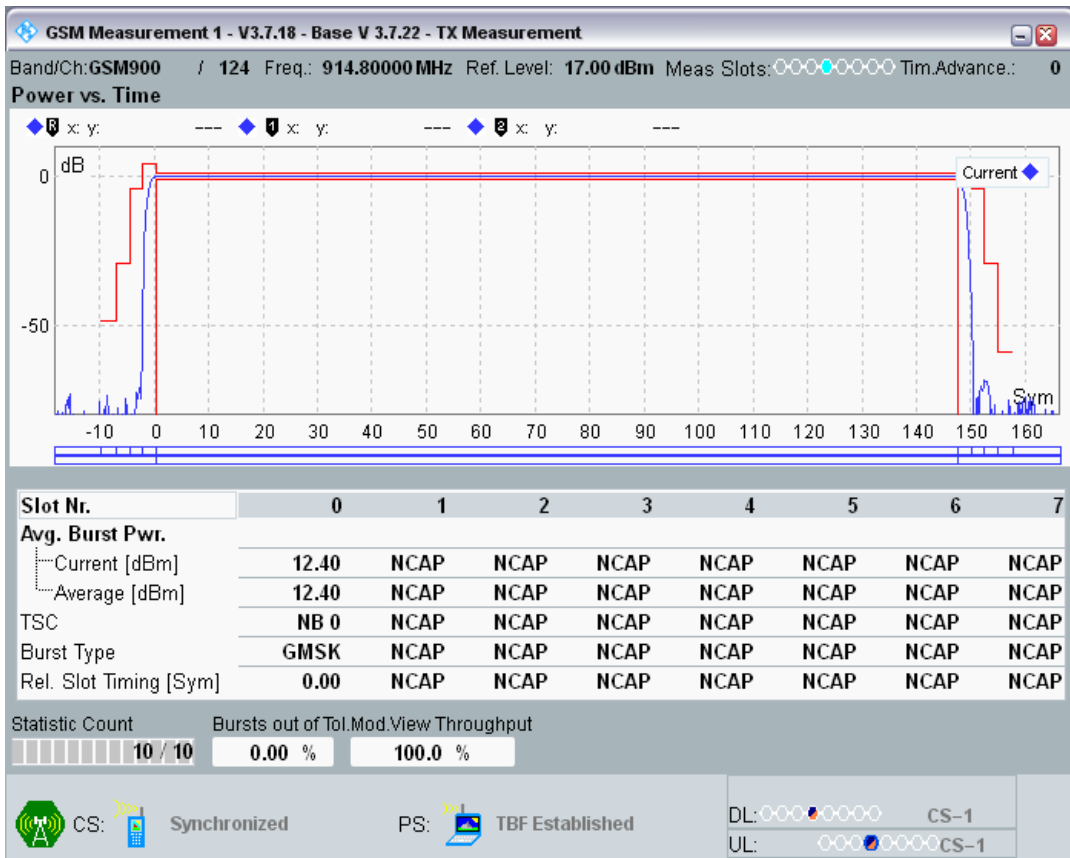 GSM Measurement 1 - V3.7.18 - Base V 3.7.22 - TX Measurement
Band/Ch:GSM900 / 124 Freq.: 914.80000 MHz Ref. Level: 17.00 dBm Meas Slots: Tim.Advance.: 0
Power vs. Time
R x: y: --- 1 x: y: --- 2 x: y: ---
dB
Current
0
-50
Sym
-10 0 10 20 30 40 50 60 70 80 90 100 110 120 130 140 150 160
Slot Nr. 0 1 2 3 4 5 6 7
Avg. Burst Pwr.
Current [dBm] 12.40 NCAP NCAP NCAP NCAP NCAP NCAP NCAP
Average [dBm] 12.40 NCAP NCAP NCAP NCAP NCAP NCAP NCAP
TSC NB 0 NCAP NCAP NCAP NCAP NCAP NCAP NCAP
Burst Type GMSK NCAP NCAP NCAP NCAP NCAP NCAP NCAP
Rel. Slot Timing [Sym] 0.00 NCAP NCAP NCAP NCAP NCAP NCAP NCAP
Statistic Count Bursts out of Tol.Mod.View Throughput
10 / 10 0.00 % 100.0 %
CS: Synchronized PS: TBF Established
DL: CS-1
UL: CS-1